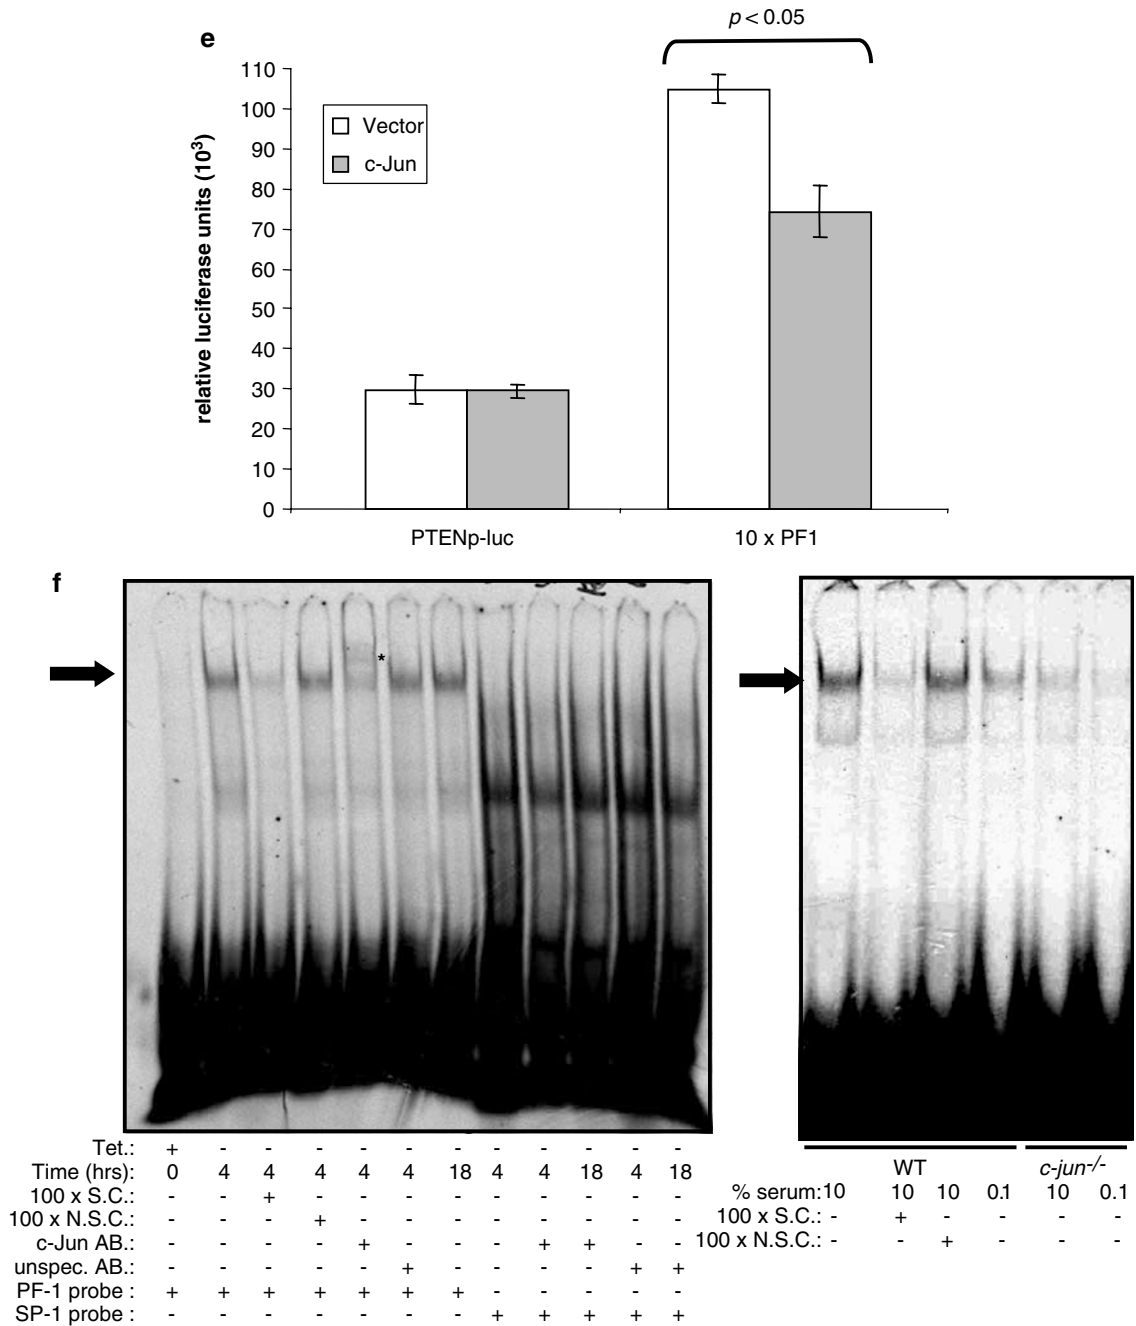 e
p < 0.05
relative luciferase units (10³)
110
100
90
80
70
60
50
40
30
20
10
0
Vector
c-Jun
PTENp-luc 10 x PF1
f
*
Tet.: + - - - - - - - - - - -
Time (hrs): 0 4 4 4 4 4 18 4 4 18 4 18
100 x S.C.: - - + - - - - - - - - -
100 x N.S.C.: - - - + - - - - - - - -
c-Jun AB.: - - - - + - - - + + - -
unspec. AB.: - - - - - + - - - - + +
PF-1 probe : + + + + + + + - - - - -
SP-1 probe : - - - - - - - + + + + +
WT c-jun-/-
% serum: 10 10 10 0.1 10 0.1
100 x S.C.: - + - - - -
100 x N.S.C.: - - + - - -